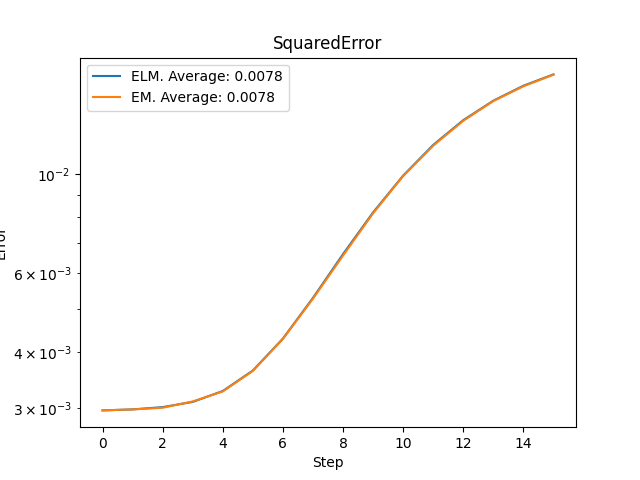 SquaredError
ELM. Average: 0.0078
EM. Average: 0.0078
10⁻²
6 × 10⁻³
4 × 10⁻³
3 × 10⁻³
Error
0 2 4 6 8 10 12 14
Step